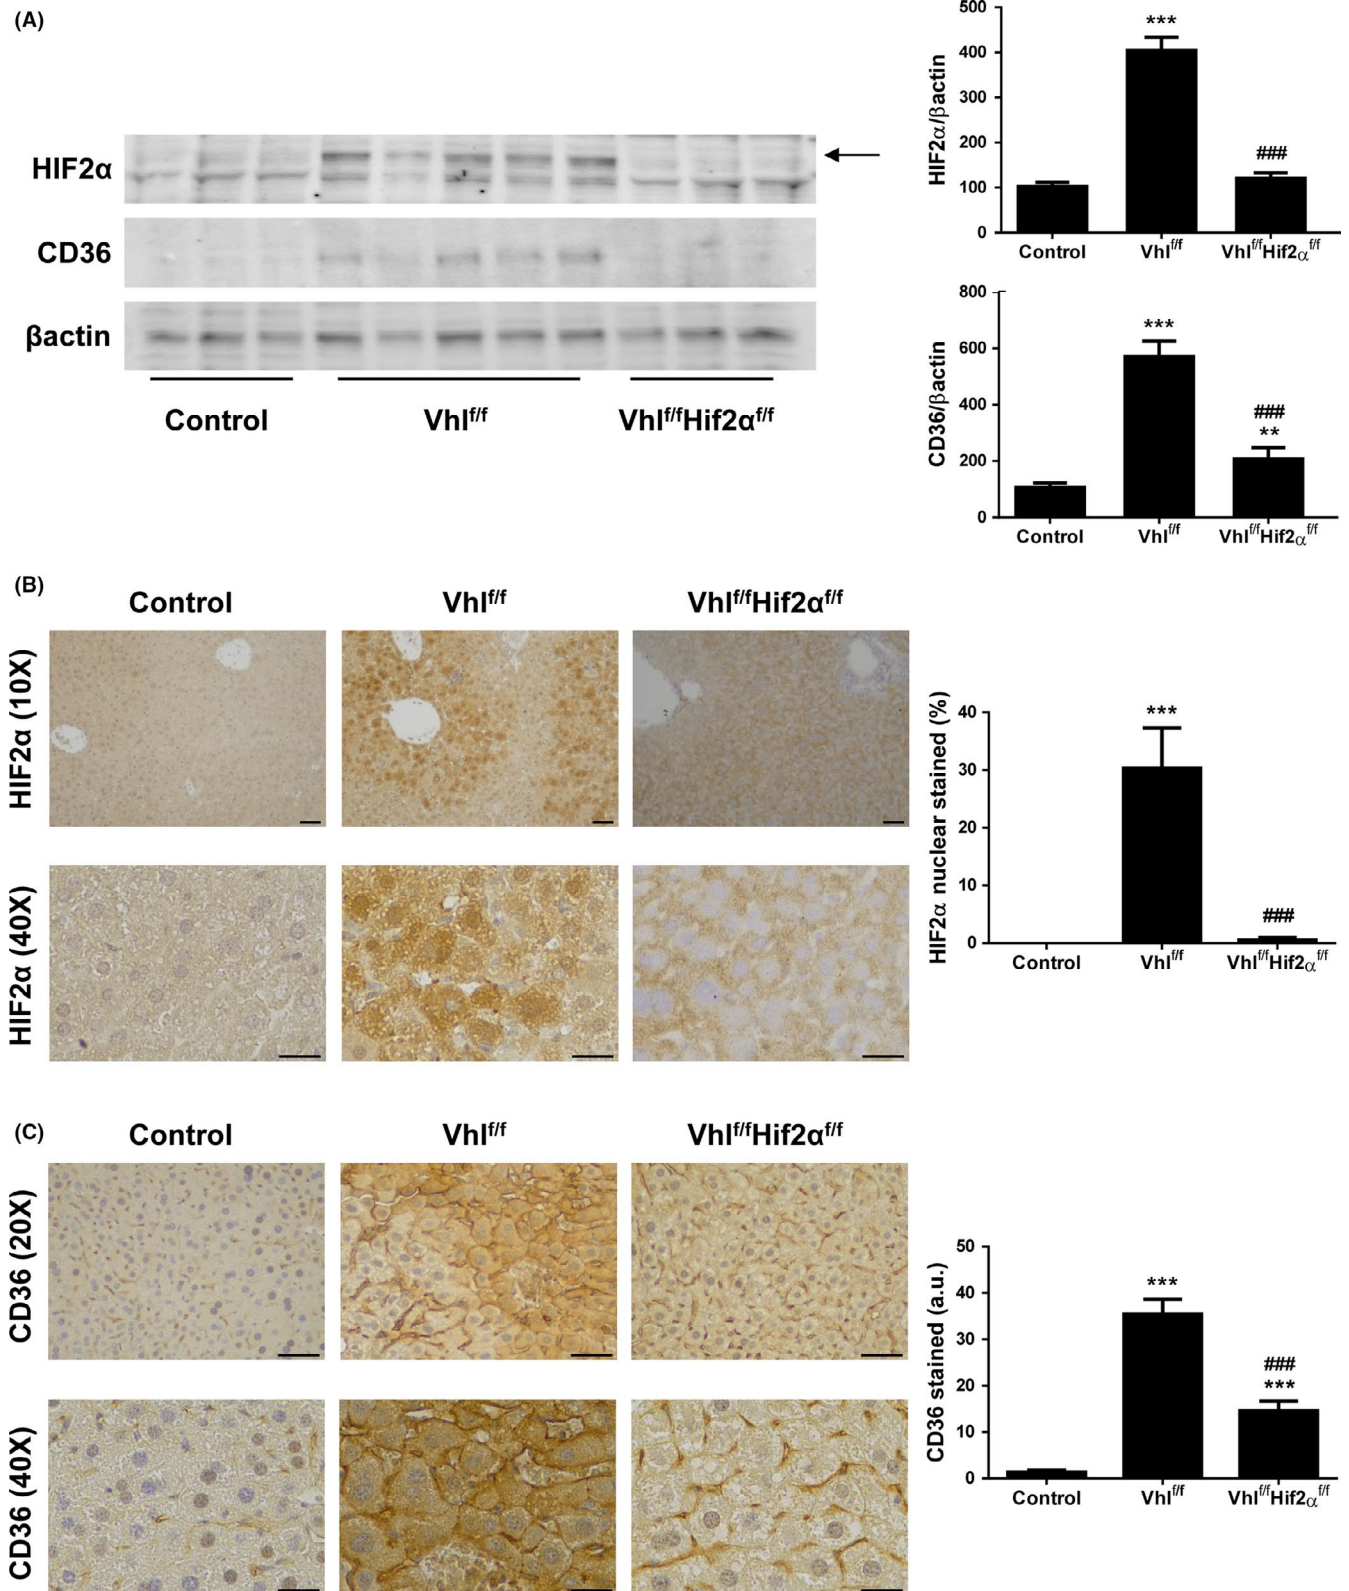 (A)
HIF2α
CD36
βactin
Control Vhlf/f Vhlf/fHif2αf/f
HIF2α/βactin
500
400
300
200
100
0
***
###
Control Vhlf/f Vhlf/fHif2αf/f
CD36/βactin
800
600
400
200
0
***
###
**
Control Vhlf/f Vhlf/fHif2αf/f
(B)
Control Vhlf/f Vhlf/fHif2αf/f
HIF2α (10X)
HIF2α (40X)
HIF2α nuclear stained (%)
40
30
20
10
0
***
###
Control Vhlf/f Vhlf/fHif2αf/f
(C)
Control Vhlf/f Vhlf/fHif2αf/f
CD36 (20X)
CD36 (40X)
CD36 stained (a.u.)
50
40
30
20
10
0
***
###
***
Control Vhlf/f Vhlf/fHif2αf/f